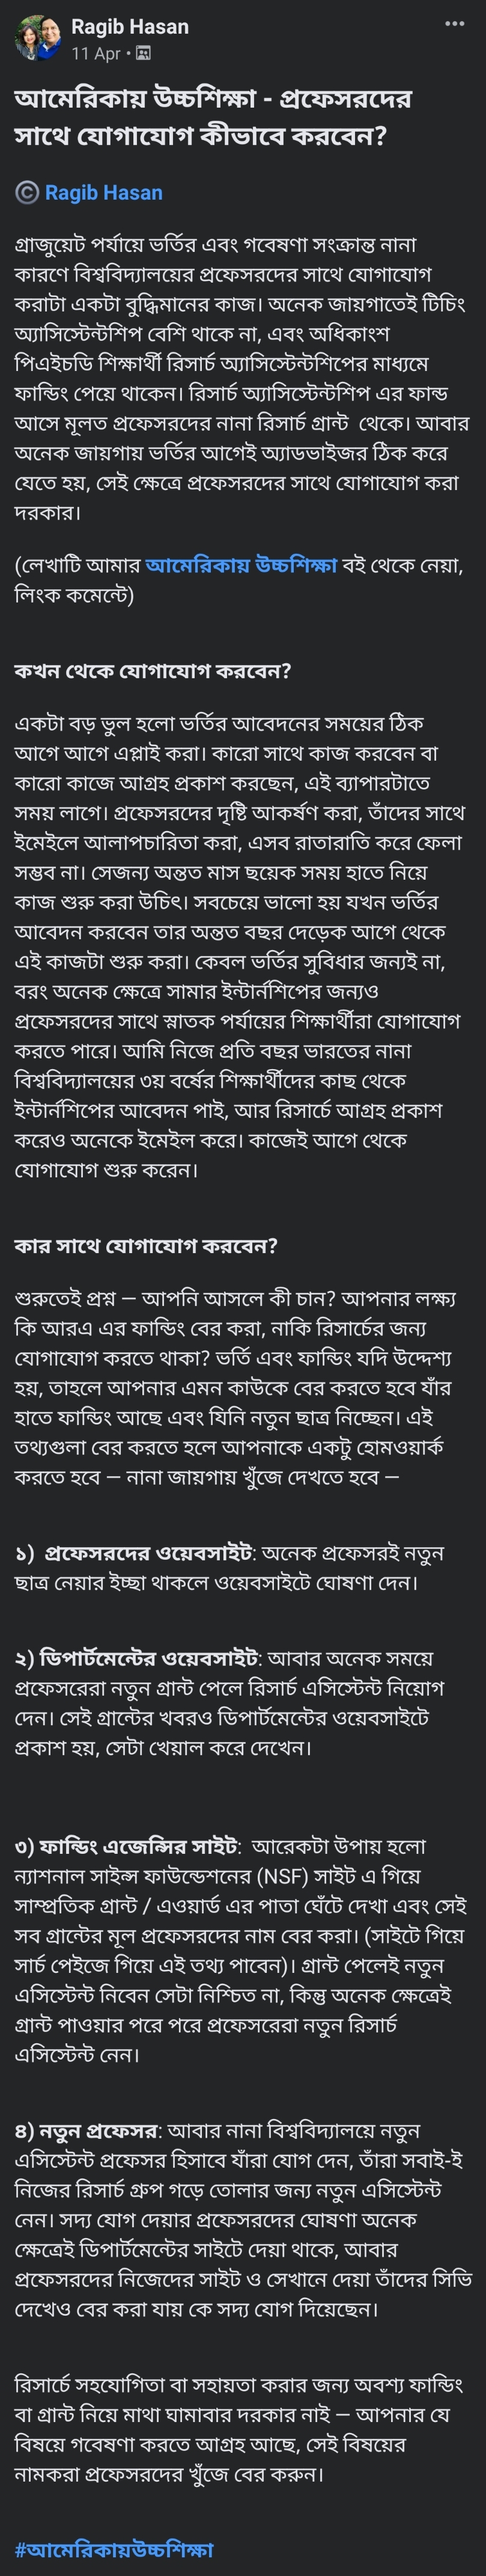 Ragib Hasan
11 Apr •
আমেরিকায় উচ্চশিক্ষা - প্রফেসরদের
সাথে যোগাযোগ কীভাবে করবেন?
© Ragib Hasan
গ্রাজুয়েট পর্যায়ে ভর্তির এবং গবেষণা সংক্রান্ত নানা
কারণে বিশ্ববিদ্যালয়ের প্রফেসরদের সাথে যোগাযোগ
করাটা একটা বুদ্ধিমানের কাজ। অনেক জায়গাতেই টিচিং
অ্যাসিস্টেন্টশিপ বেশি থাকে না, এবং অধিকাংশ
পিএইচডি শিক্ষার্থী রিসার্চ অ্যাসিস্টেন্টশিপের মাধ্যমে
ফান্ডিং পেয়ে থাকেন। রিসার্চ অ্যাসিস্টেন্টশিপ এর ফান্ড
আসে মূলত প্রফেসরদের নানা রিসার্চ গ্রান্ট থেকে। আবার
অনেক জায়গায় ভর্তির আগেই অ্যাডভাইজর ঠিক করে
যেতে হয়, সেই ক্ষেত্রে প্রফেসরদের সাথে যোগাযোগ করা
দরকার।
(লেখাটি আমার আমেরিকায় উচ্চশিক্ষা বই থেকে নেয়া,
লিংক কমেন্টে)
কখন থেকে যোগাযোগ করবেন?
একটা বড় ভুল হলো ভর্তির আবেদনের সময়ের ঠিক
আগে আগে এপ্লাই করা। কারো সাথে কাজ করবেন বা
কারো কাজে আগ্রহ প্রকাশ করছেন, এই ব্যাপারটাতে
সময় লাগে। প্রফেসরদের দৃষ্টি আকর্ষণ করা, তাঁদের সাথে
ইমেইলে আলাপচারিতা করা, এসব রাতারাতি করে ফেলা
সম্ভব না। সেজন্য অন্তত মাস ছয়েক সময় হাতে নিয়ে
কাজ শুরু করা উচিৎ। সবচেয়ে ভালো হয় যখন ভর্তির
আবেদন করবেন তার অন্তত বছর দেড়েক আগে থেকে
এই কাজটা শুরু করা। কেবল ভর্তির সুবিধার জন্যই না,
বরং অনেক ক্ষেত্রে সামার ইন্টার্নশিপের জন্যও
প্রফেসরদের সাথে স্নাতক পর্যায়ের শিক্ষার্থীরা যোগাযোগ
করতে পারে। আমি নিজে প্রতি বছর ভারতের নানা
বিশ্ববিদ্যালয়ের ৩য় বর্ষের শিক্ষার্থীদের কাছ থেকে
ইন্টার্নশিপের আবেদন পাই, আর রিসার্চে আগ্রহ প্রকাশ
করেও অনেকে ইমেইল করে। কাজেই আগে থেকে
যোগাযোগ শুরু করেন।
কার সাথে যোগাযোগ করবেন?
শুরুতেই প্রশ্ন — আপনি আসলে কী চান? আপনার লক্ষ্য
কি আরএ এর ফান্ডিং বের করা, নাকি রিসার্চের জন্য
যোগাযোগ করতে থাকা? ভর্তি এবং ফান্ডিং যদি উদ্দেশ্য
হয়, তাহলে আপনার এমন কাউকে বের করতে হবে যাঁর
হাতে ফান্ডিং আছে এবং যিনি নতুন ছাত্র নিচ্ছেন। এই
তথ্যগুলা বের করতে হলে আপনাকে একটু হোমওয়ার্ক
করতে হবে — নানা জায়গায় খুঁজে দেখতে হবে —
১) প্রফেসরদের ওয়েবসাইট: অনেক প্রফেসরই নতুন
ছাত্র নেয়ার ইচ্ছা থাকলে ওয়েবসাইটে ঘোষণা দেন।
২) ডিপার্টমেন্টের ওয়েবসাইট: আবার অনেক সময়ে
প্রফেসরেরা নতুন গ্রান্ট পেলে রিসার্চ এসিস্টেন্ট নিয়োগ
দেন। সেই গ্রান্টের খবরও ডিপার্টমেন্টের ওয়েবসাইটে
প্রকাশ হয়, সেটা খেয়াল করে দেখেন।
৩) ফান্ডিং এজেন্সির সাইট: আরেকটা উপায় হলো
ন্যাশনাল সাইন্স ফাউন্ডেশনের (NSF) সাইট এ গিয়ে
সাম্প্রতিক গ্রান্ট / এওয়ার্ড এর পাতা ঘেঁটে দেখা এবং সেই
সব গ্রান্টের মূল প্রফেসরদের নাম বের করা। (সাইটে গিয়ে
সার্চ পেইজে গিয়ে এই তথ্য পাবেন)। গ্রান্ট পেলেই নতুন
এসিস্টেন্ট নিবেন সেটা নিশ্চিত না, কিন্তু অনেক ক্ষেত্রেই
গ্রান্ট পাওয়ার পরে পরে প্রফেসরেরা নতুন রিসার্চ
এসিস্টেন্ট নেন।
৪) নতুন প্রফেসর: আবার নানা বিশ্ববিদ্যালয়ে নতুন
এসিস্টেন্ট প্রফেসর হিসাবে যাঁরা যোগ দেন, তাঁরা সবাই-ই
নিজের রিসার্চ গ্রুপ গড়ে তোলার জন্য নতুন এসিস্টেন্ট
নেন। সদ্য যোগ দেয়ার প্রফেসরদের ঘোষণা অনেক
ক্ষেত্রেই ডিপার্টমেন্টের সাইটে দেয়া থাকে, আবার
প্রফেসরদের নিজেদের সাইট ও সেখানে দেয়া তাঁদের সিভি
দেখেও বের করা যায় কে সদ্য যোগ দিয়েছেন।
রিসার্চে সহযোগিতা বা সহায়তা করার জন্য অবশ্য ফান্ডিং
বা গ্রান্ট নিয়ে মাথা ঘামাবার দরকার নাই — আপনার যে
বিষয়ে গবেষণা করতে আগ্রহ আছে, সেই বিষয়ের
নামকরা প্রফেসরদের খুঁজে বের করুন।
#আমেরিকায়উচ্চশিক্ষা